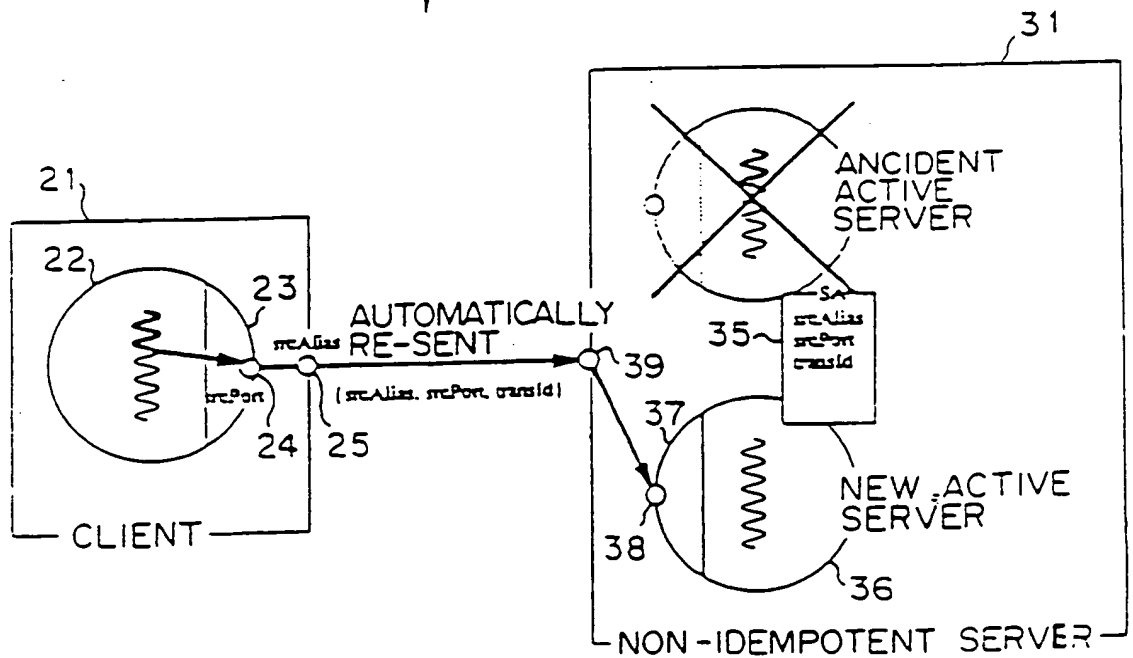 31
21
ANCIDENT
ACTIVE
SERVER
22
23
SA
srcAlias
srcPort
transId
35
srcAlias
AUTOMATICALLY
RE-SENT
39
srcPort
(srcAlias, srcPort, transId)
24
25
37
38
NEW ACTIVE
SERVER
36
CLIENT
NON-IDEMPOTENT SERVER